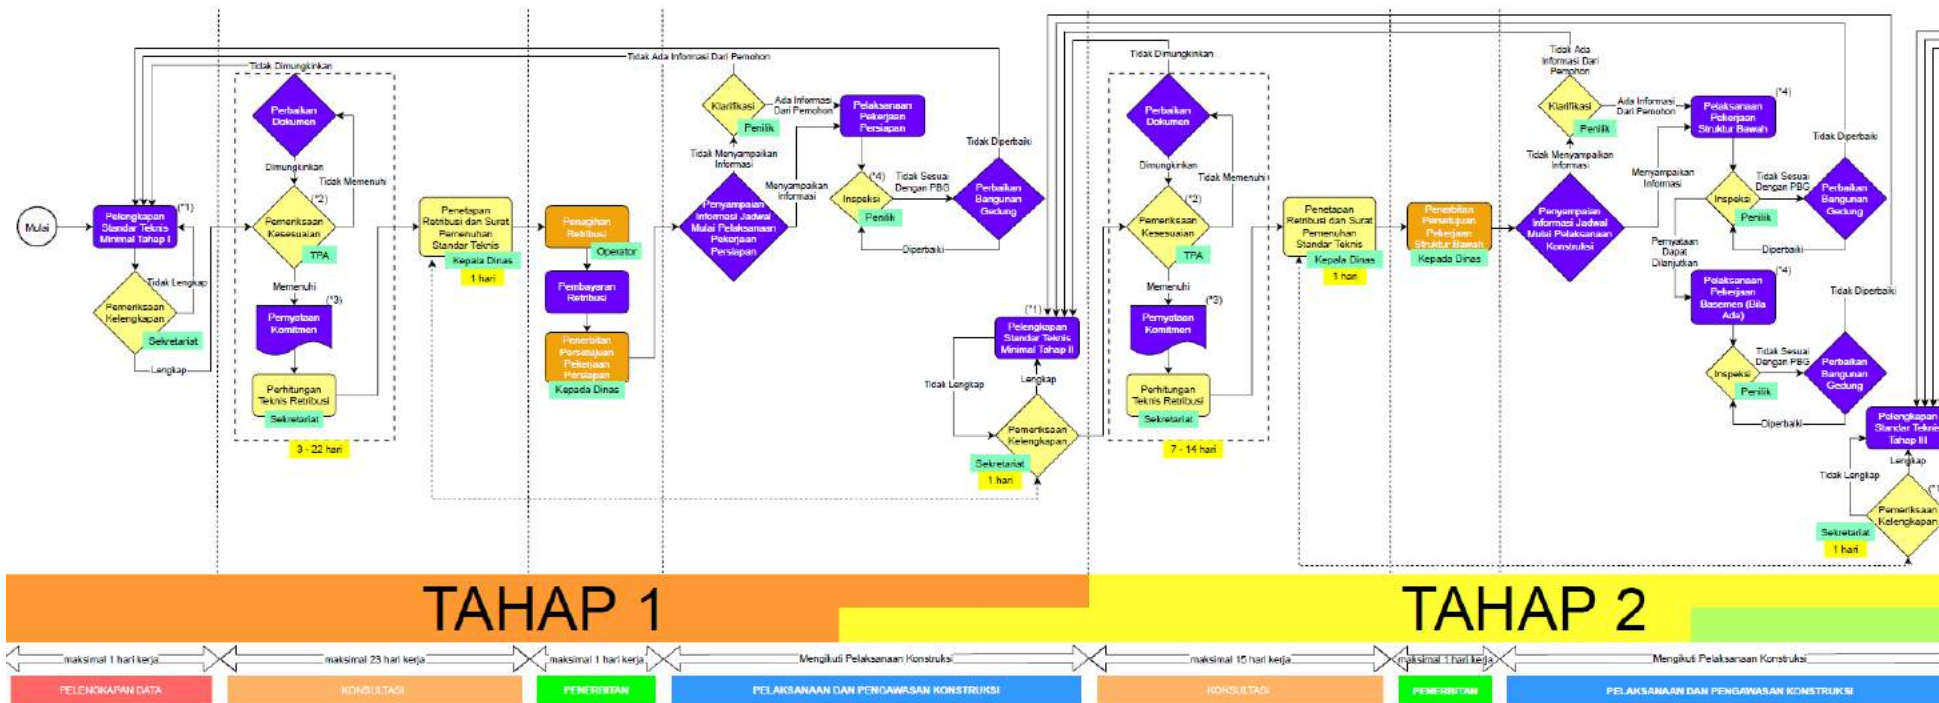 Mulai
Pelengkapan
Standar Teknis
Minimal Tahap I
(*1)
Tidak Lengkap
Pemeriksaan
Kelengkapan
Sekretariat
Lengkap
Tidak Dimungkinkan
Perbaikan
Dokumen
Dimungkinkan
Tidak Memenuhi
(*2)
Pemeriksaan
Kesesuaian
TPA
Memenuhi
(*3)
Pernyataan
Komitmen
Perhitungan
Teknis Retribusi
Sekretariat
3 - 22 hari
Penetapan
Retribusi dan Surat
Pemenuhan
Standar Teknis
Kepala Dinas
1 hari
Penagihan
Retribusi
Operator
Pembayaran
Retribusi
Penerbitan
Persetujuan
Pekerjaan
Persiapan
Kepada Dinas
Tidak Ada Informasi Dari Pemohon
Klarifikasi
Penilik
Ada Informasi
Dari Pemohon
Tidak Menyampaikan
Informasi
Penyampaian
Informasi Jadwal
Mulai Pelaksanaan
Pekerjaan
Persiapan
Menyampaikan
Informasi
Pelaksanaan
Pekerjaan
Persiapan
(*4)
Inspeksi
Penilik
Tidak Sesuai
Dengan PBG
Tidak Diperbaiki
Perbaikan
Bangunan
Gedung
Diperbaiki
(*1)
Pelengkapan
Standar Teknis
Minimal Tahap II
Tidak Lengkap
Lengkap
Pemeriksaan
Kelengkapan
Sekretariat
1 hari
Tidak Dimungkinkan
Perbaikan
Dokumen
Dimungkinkan
Tidak Memenuhi
(*2)
Pemeriksaan
Kesesuaian
TPA
Memenuhi
(*3)
Pernyataan
Komitmen
Perhitungan
Teknis Retribusi
Sekretariat
7 - 14 hari
Penetapan
Retribusi dan Surat
Pemenuhan
Standar Teknis
Kepala Dinas
1 hari
Penerbitan
Persetujuan
Pekerjaan
Struktur Bawah
Kepada Dinas
Tidak Ada
Informasi Dari
Pemohon
Klarifikasi
Penilik
Ada Informasi
Dari Pemohon
Tidak Menyampaikan
Informasi
Penyampaian
Informasi Jadwal
Mulai Pelaksanaan
Konstruksi
Menyampaikan
Informasi
(*4)
Pelaksanaan
Pekerjaan
Struktur Bawah
Inspeksi
Penilik
Tidak Sesuai
Dengan PBG
Tidak Diperbaiki
Perbaikan
Bangunan
Gedung
Diperbaiki
Pernyataan
Dapat
Dilanjutkan
(*4)
Pelaksanaan
Pekerjaan
Basemen (Bila
Ada)
Tidak Diperbaiki
Inspeksi
Penilik
Tidak Sesuai
Dengan PBG
Perbaikan
Bangunan
Gedung
Diperbaiki
Pelengkapan
Standar Teknis
Tahap III
Tidak Lengkap
Lengkap
(*1
Pemeriksaan
Kelengkapan
Sekretariat
1 hari
TAHAP 1
TAHAP 2
maksimal 1 hari kerja
maksimal 23 hari kerja
maksimal 1 hari kerja
Mengikuti Pelaksanaan Konstruksi
maksimal 15 hari kerja
maksimal 1 hari kerja
Mengikuti Pelaksanaan Konstruksi
PELENGKAPAN DATA
KONSULTASI
PENERBITAN
PELAKSANAAN DAN PENGAWASAN KONSTRUKSI
KONSULTASI
PENERBITAN
PELAKSANAAN DAN PENGAWASAN KONSTRUKSI